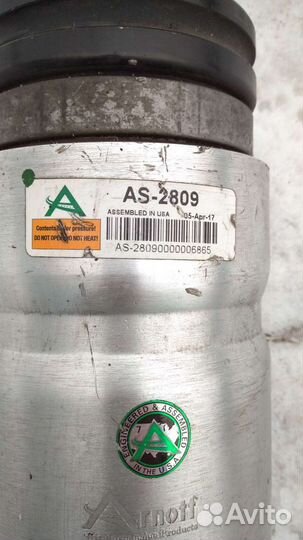 AS-2809
ASSEMBLED IN USA 05-Apr-17
Contents under pressure!
DO NOT OPEN DO NOT HEAT!
AS-28090000006865
ENGINEERED & ASSEMBLED
IN THE U.S.A
Arnott
Avito